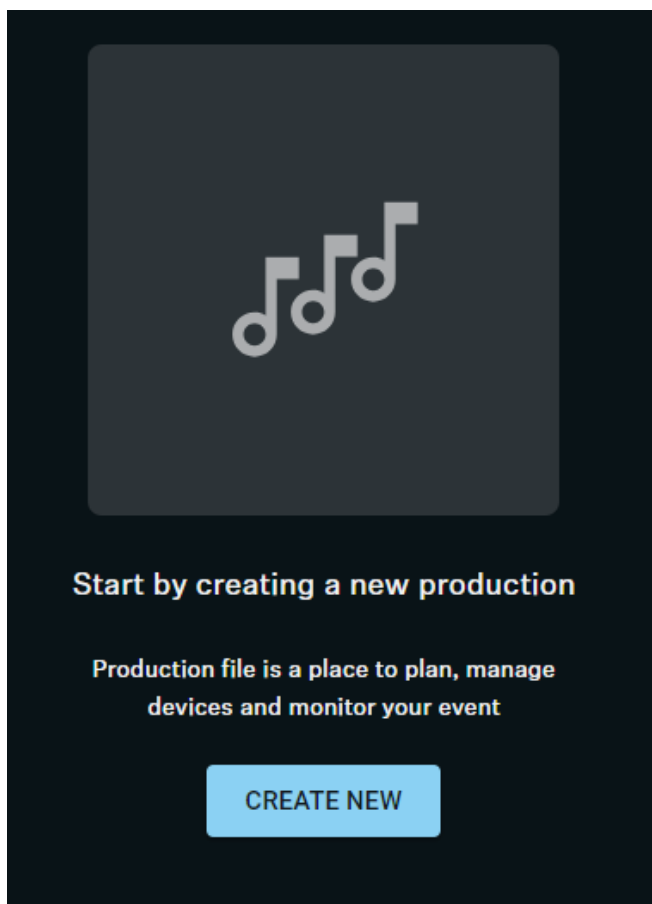 Start by creating a new production
Production file is a place to plan, manage
devices and monitor your event
CREATE NEW